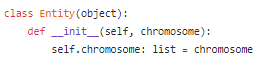 class Entity(object):
    def __init__(self, chromosome):
        self.chromosome: list = chromosome